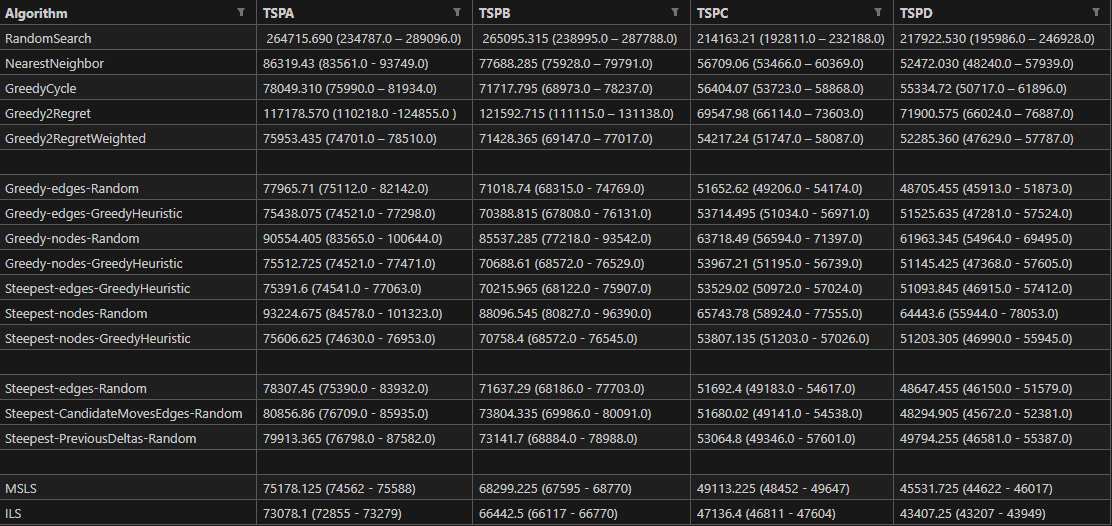 Algorithm TSPA TSPB TSPC TSPD
RandomSearch 264715.690 (234787.0 – 289096.0) 265095.315 (238995.0 – 287788.0) 214163.21 (192811.0 – 232188.0) 217922.530 (195986.0 – 246928.0)
NearestNeighbor 86319.43 (83561.0 - 93749.0) 77688.285 (75928.0 – 79791.0) 56709.06 (53466.0 – 60369.0) 52472.030 (48240.0 – 57939.0)
GreedyCycle 78049.310 (75990.0 – 81934.0) 71717.795 (68973.0 – 78237.0) 56404.07 (53723.0 – 58868.0) 55334.72 (50717.0 – 61896.0)
Greedy2Regret 117178.570 (110218.0 -124855.0 ) 121592.715 (111115.0 – 131138.0) 69547.98 (66114.0 – 73603.0) 71900.575 (66024.0 – 76887.0)
Greedy2RegretWeighted 75953.435 (74701.0 – 78510.0) 71428.365 (69149.0 – 77017.0) 54217.24 (51747.0 – 58087.0) 52285.360 (47629.0 – 57787.0)
Greedy-edges-Random 77965.71 (75112.0 - 82142.0) 71018.74 (68315.0 - 74769.0) 51652.62 (49206.0 - 54174.0) 48705.455 (45913.0 - 51873.0)
Greedy-edges-GreedyHeuristic 75438.075 (74521.0 - 77298.0) 70388.815 (67808.0 - 76131.0) 53714.495 (51034.0 - 56971.0) 51525.635 (47281.0 - 57524.0)
Greedy-nodes-Random 90554.405 (83565.0 - 100644.0) 85537.285 (77218.0 - 93542.0) 63718.49 (56594.0 - 71397.0) 61963.345 (54964.0 - 69495.0)
Greedy-nodes-GreedyHeuristic 75512.725 (74521.0 - 77471.0) 70688.61 (68572.0 - 76529.0) 53967.21 (51195.0 - 56739.0) 51145.425 (47368.0 - 57605.0)
Steepest-edges-GreedyHeuristic 75391.6 (74541.0 - 77063.0) 70215.965 (68122.0 - 75907.0) 53529.02 (50972.0 - 57024.0) 51093.845 (46915.0 - 57412.0)
Steepest-nodes-Random 93224.675 (84578.0 - 101323.0) 88096.545 (80827.0 - 96390.0) 65743.78 (58924.0 - 77555.0) 64443.6 (55944.0 - 78053.0)
Steepest-nodes-GreedyHeuristic 75606.625 (74630.0 - 76953.0) 70758.4 (68572.0 - 76545.0) 53807.135 (51203.0 - 57026.0) 51203.305 (46990.0 - 55945.0)
Steepest-edges-Random 78307.45 (75390.0 - 83932.0) 71637.29 (68186.0 - 77703.0) 51692.4 (49183.0 - 54617.0) 48647.455 (46150.0 - 51579.0)
Steepest-CandidateMovesEdges-Random 80856.86 (76709.0 - 85935.0) 73804.335 (69986.0 - 80091.0) 51680.02 (49141.0 - 54538.0) 48294.905 (45672.0 - 52381.0)
Steepest-PreviousDeltas-Random 79913.365 (76798.0 - 87582.0) 73141.7 (68884.0 - 78988.0) 53064.8 (49346.0 - 57601.0) 49794.255 (46581.0 - 55387.0)
MSLS 75178.125 (74562 - 75588) 68299.225 (67595 - 68770) 49113.225 (48452 - 49647) 45531.725 (44622 - 46017)
ILS 73078.1 (72855 - 73279) 66442.5 (66117 - 66770) 47136.4 (46811 - 47604) 43407.25 (43207 - 43949)